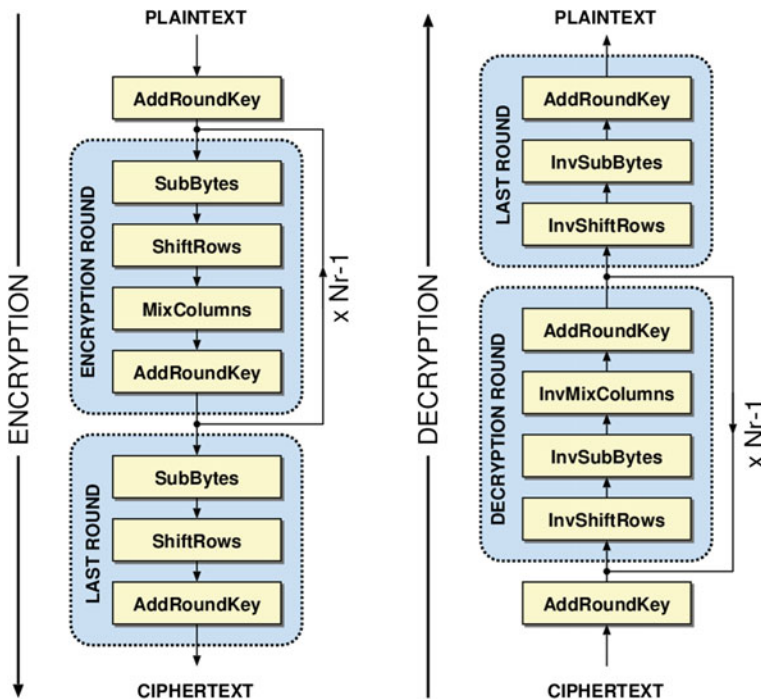 PLAINTEXT
AddRoundKey
ENCRYPTION ROUND
SubBytes
ShiftRows
MixColumns
AddRoundKey
x Nr-1
LAST ROUND
SubBytes
ShiftRows
AddRoundKey
CIPHERTEXT
ENCRYPTION
PLAINTEXT
LAST ROUND
AddRoundKey
InvSubBytes
InvShiftRows
DECRYPTION ROUND
AddRoundKey
InvMixColumns
InvSubBytes
InvShiftRows
x Nr-1
AddRoundKey
CIPHERTEXT
DECRYPTION